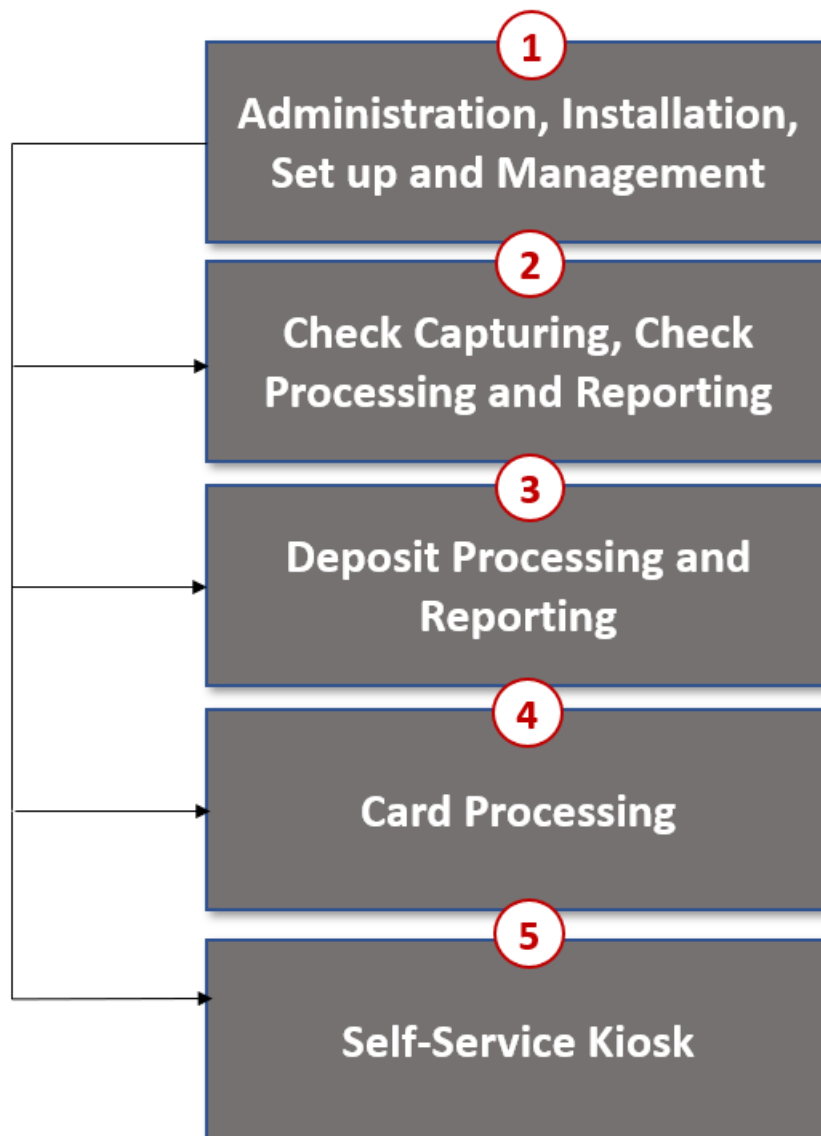 1
Administration, Installation,
Set up and Management
2
Check Capturing, Check
Processing and Reporting
3
Deposit Processing and
Reporting
4
Card Processing
5
Self-Service Kiosk